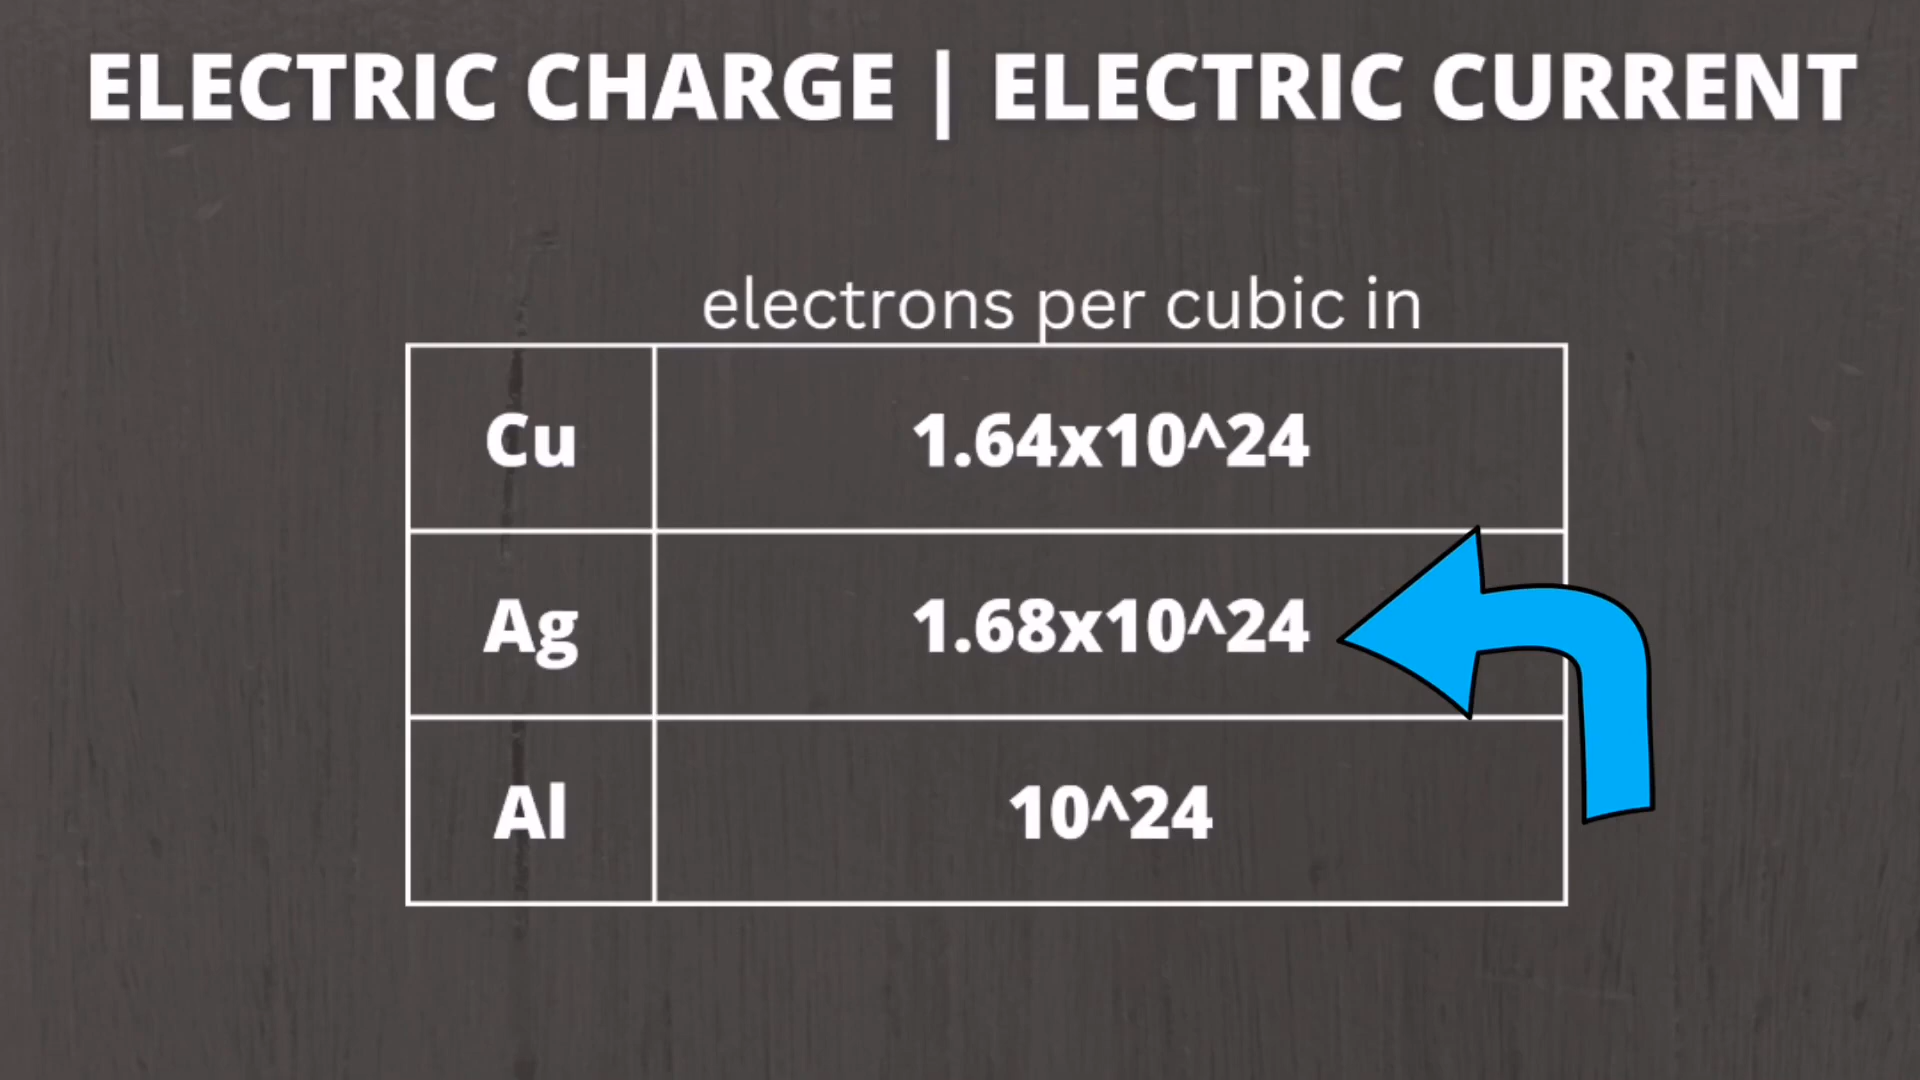 ELECTRIC CHARGE | ELECTRIC CURRENT
electrons per cubic in
Cu 1.64x10^24
Ag 1.68x10^24
Al 10^24